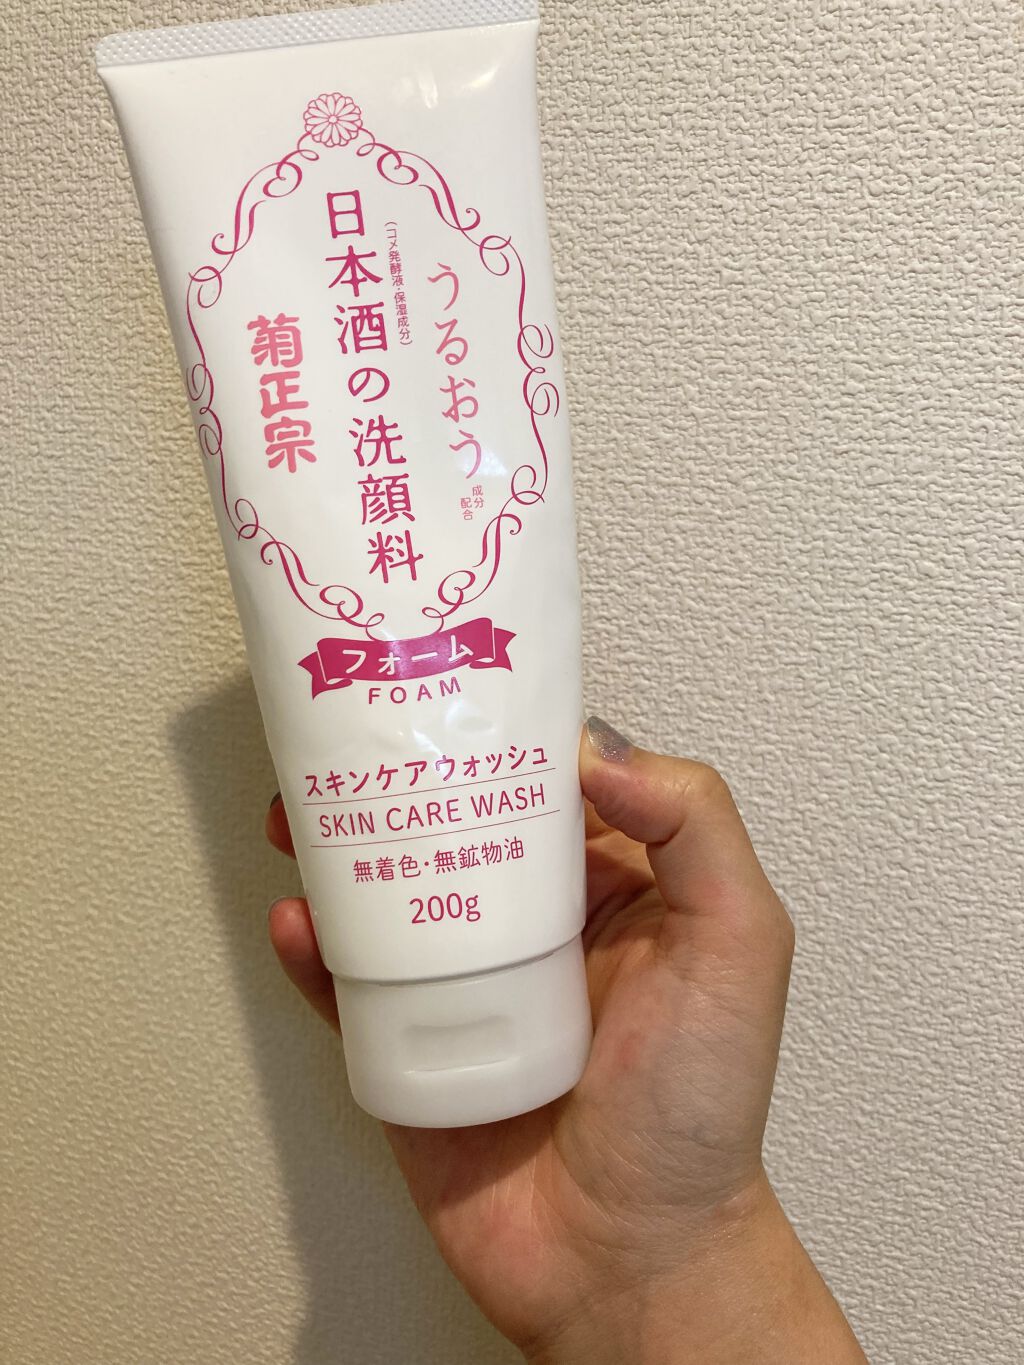 うるおう
成分
配合
日本酒の洗顔料
(コメ発酵液・保湿成分)
菊正宗
フォーム
FOAM
スキンケアウォッシュ
SKIN CARE WASH
無着色・無鉱物油
200g